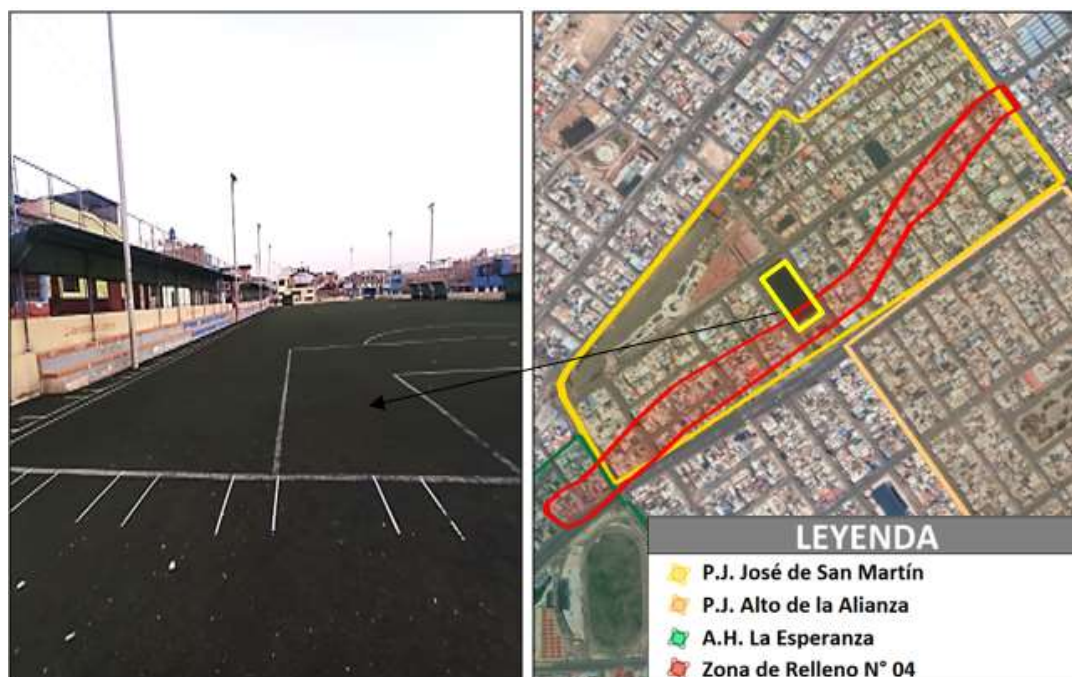 LEYENDA
P.J. José de San Martín
P.J. Alto de la Alianza
A.H. La Esperanza
Zona de Relleno N° 04